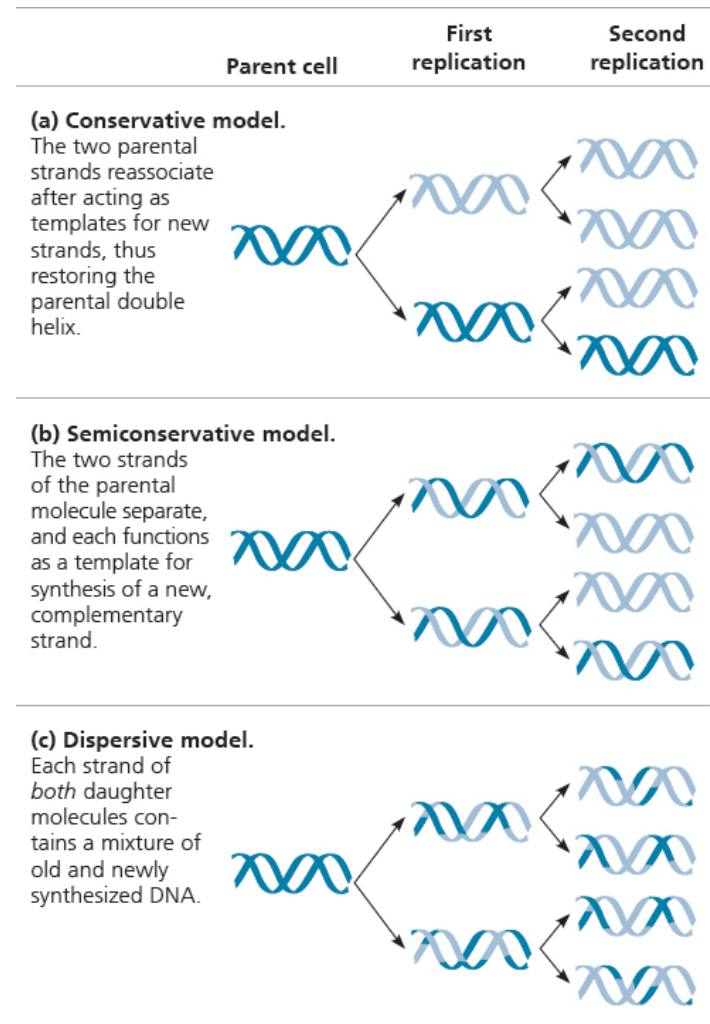 First
Second
Parent cell
replication
replication
(a) Conservative model.
The two parental
strands reassociate
after acting as
templates for new
strands, thus
restoring the
parental double
helix.
(b) Semiconservative model.
The two strands
of the parental
molecule separate,
and each functions
as a template for
synthesis of a new,
complementary
strand.
(c) Dispersive model.
Each strand of
both daughter
molecules con-
tains a mixture of
old and newly
synthesized DNA.